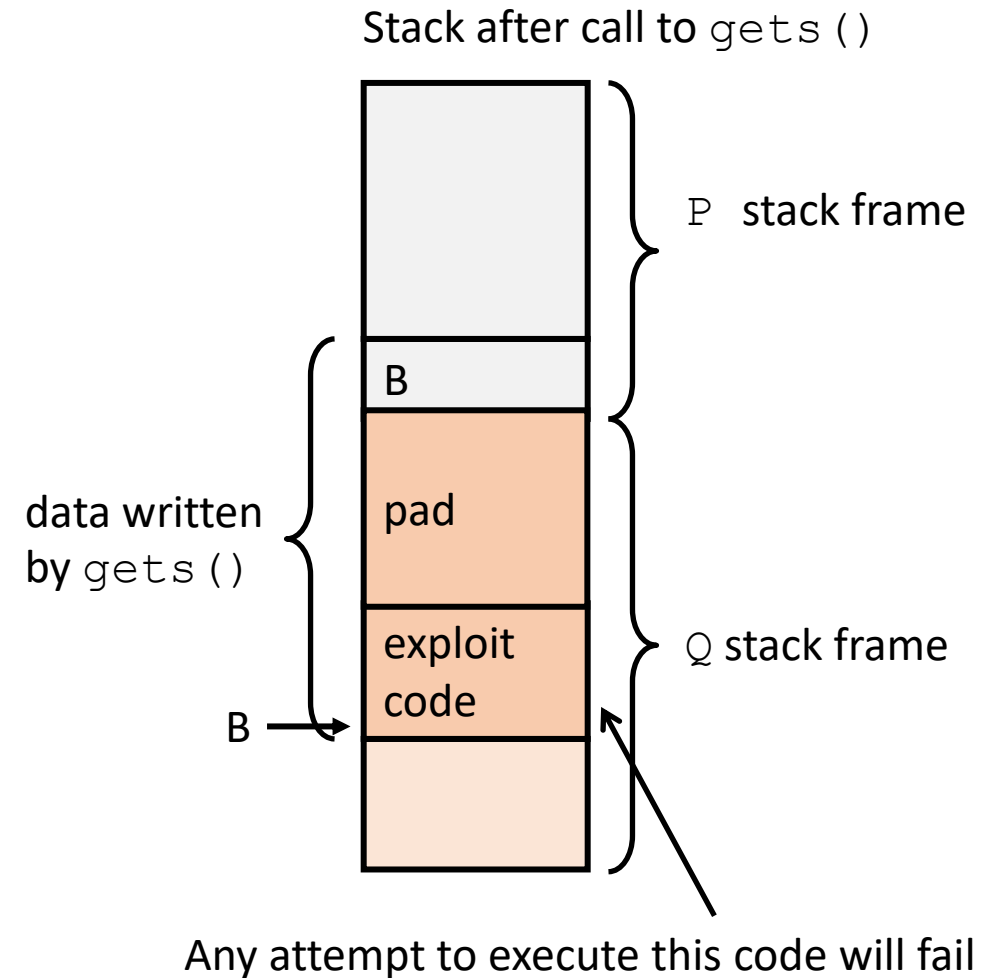 Stack after call to gets()
P stack frame
B
data written
by gets()
pad
exploit
code
Q stack frame
B
Any attempt to execute this code will fail